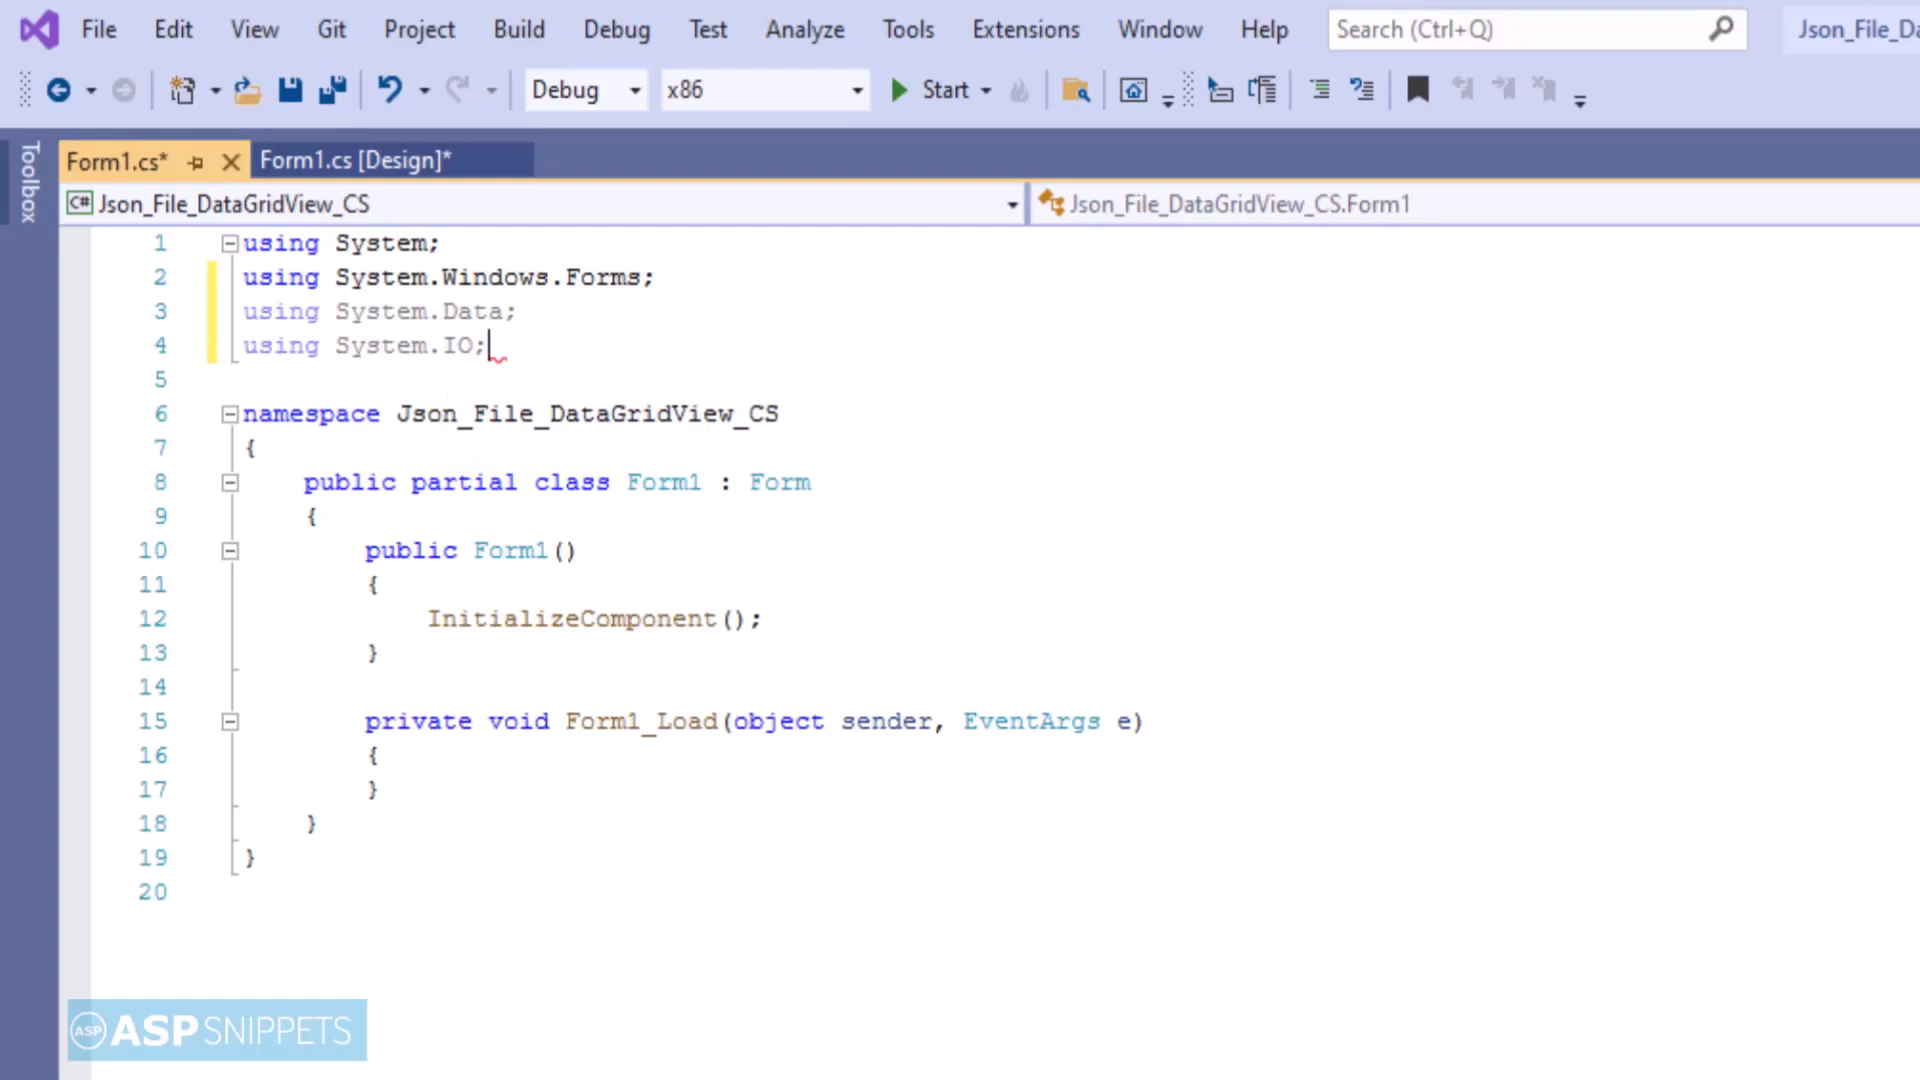 File Edit View Git Project Build Debug Test Analyze Tools Extensions Window Help Search (Ctrl+Q)
Debug x86 Start
Toolbox
Form1.cs* Form1.cs [Design]*
C# Json_File_DataGridView_CS Json_File_DataGridView_CS.Form1
1 using System;
2 using System.Windows.Forms;
3 using System.Data;
4 using System.IO;
5
6 namespace Json_File_DataGridView_CS
7 {
8 public partial class Form1 : Form
9 {
10 public Form1()
11 {
12 InitializeComponent();
13 }
14
15 private void Form1_Load(object sender, EventArgs e)
16 {
17 }
18 }
19 }
20
ASP ASPSNIPPETS